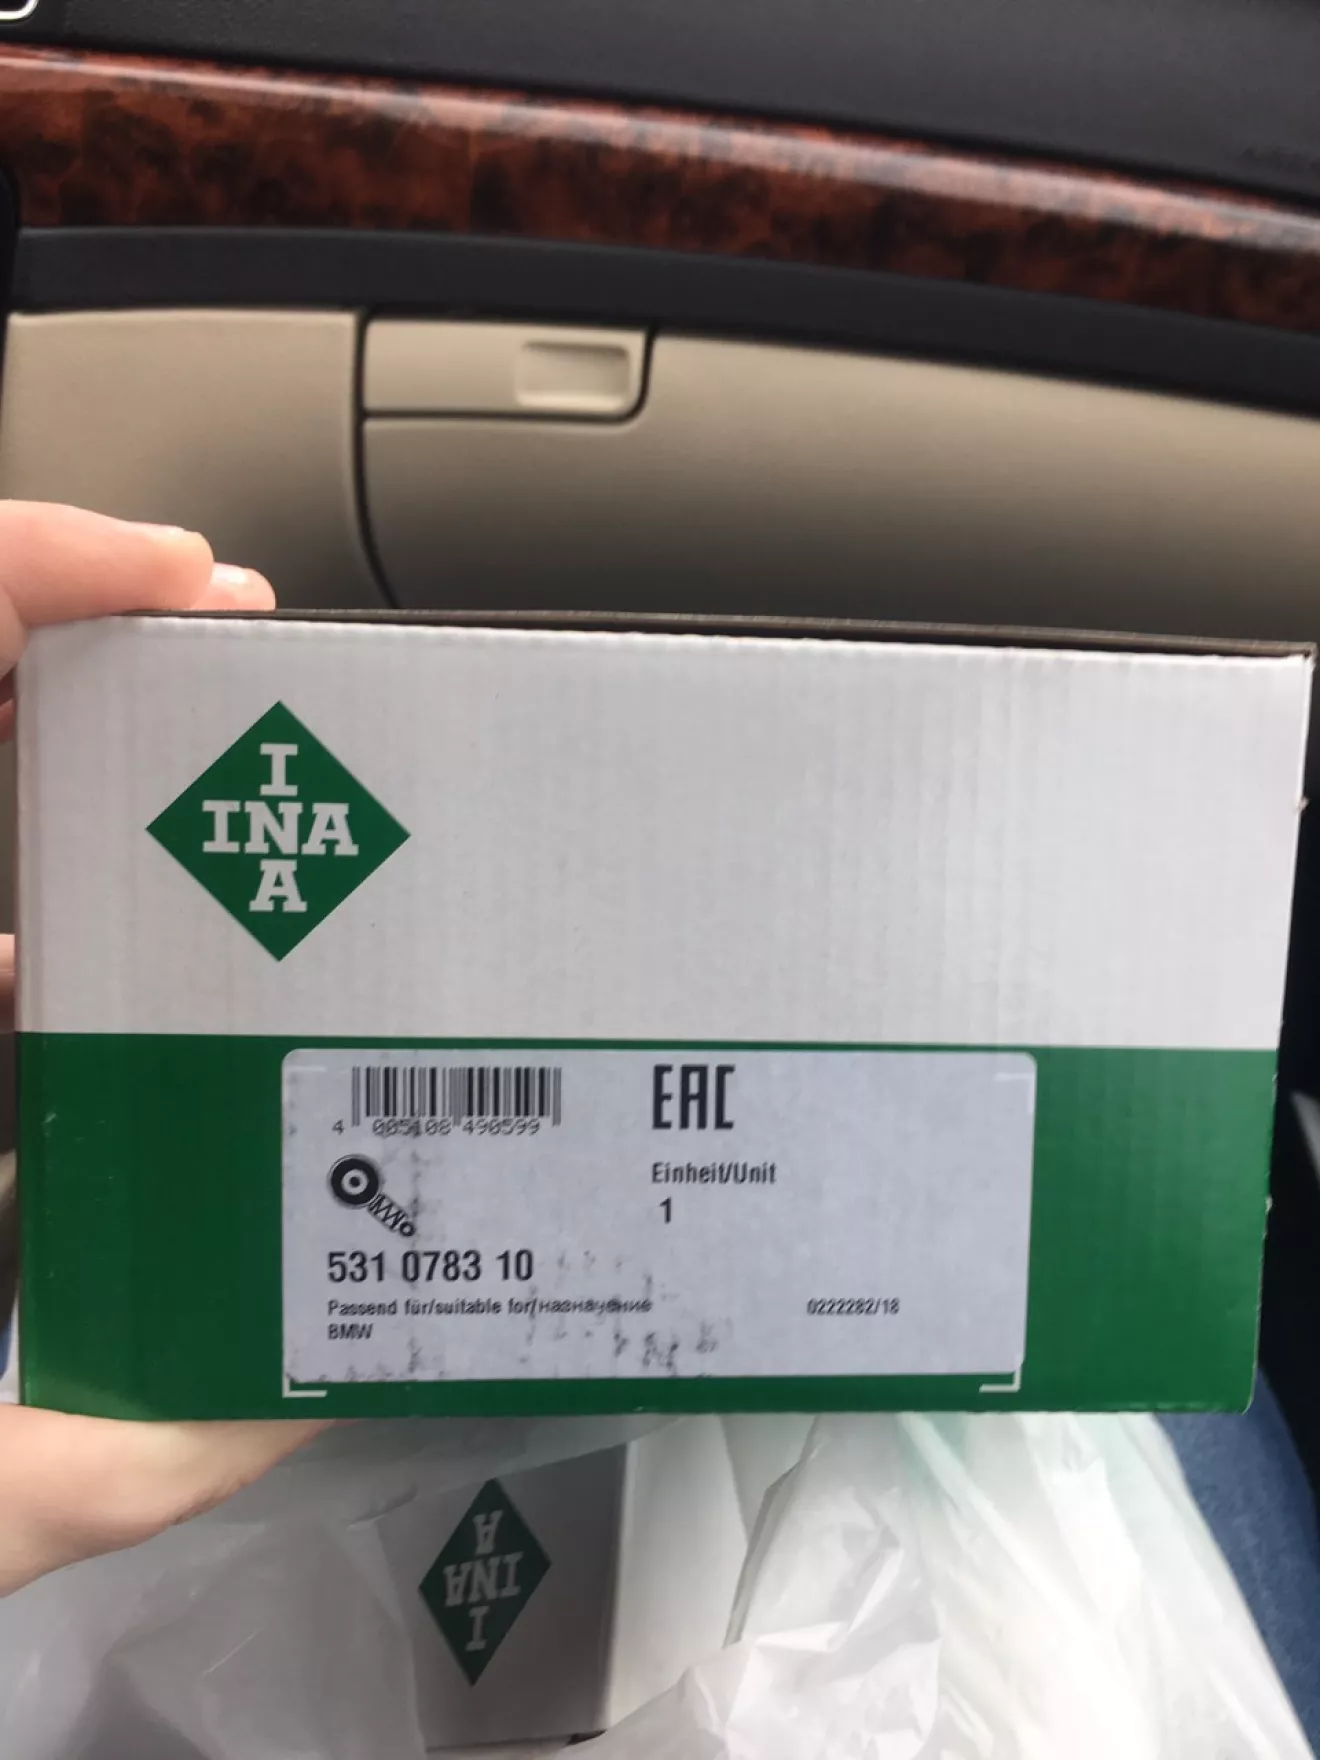 I
INA
A
EAC
4 005108 490599
Einheit/Unit
1
531 0783 10
Passend für/suitable for/назначение
0222282/18
BMW
I
INA
A